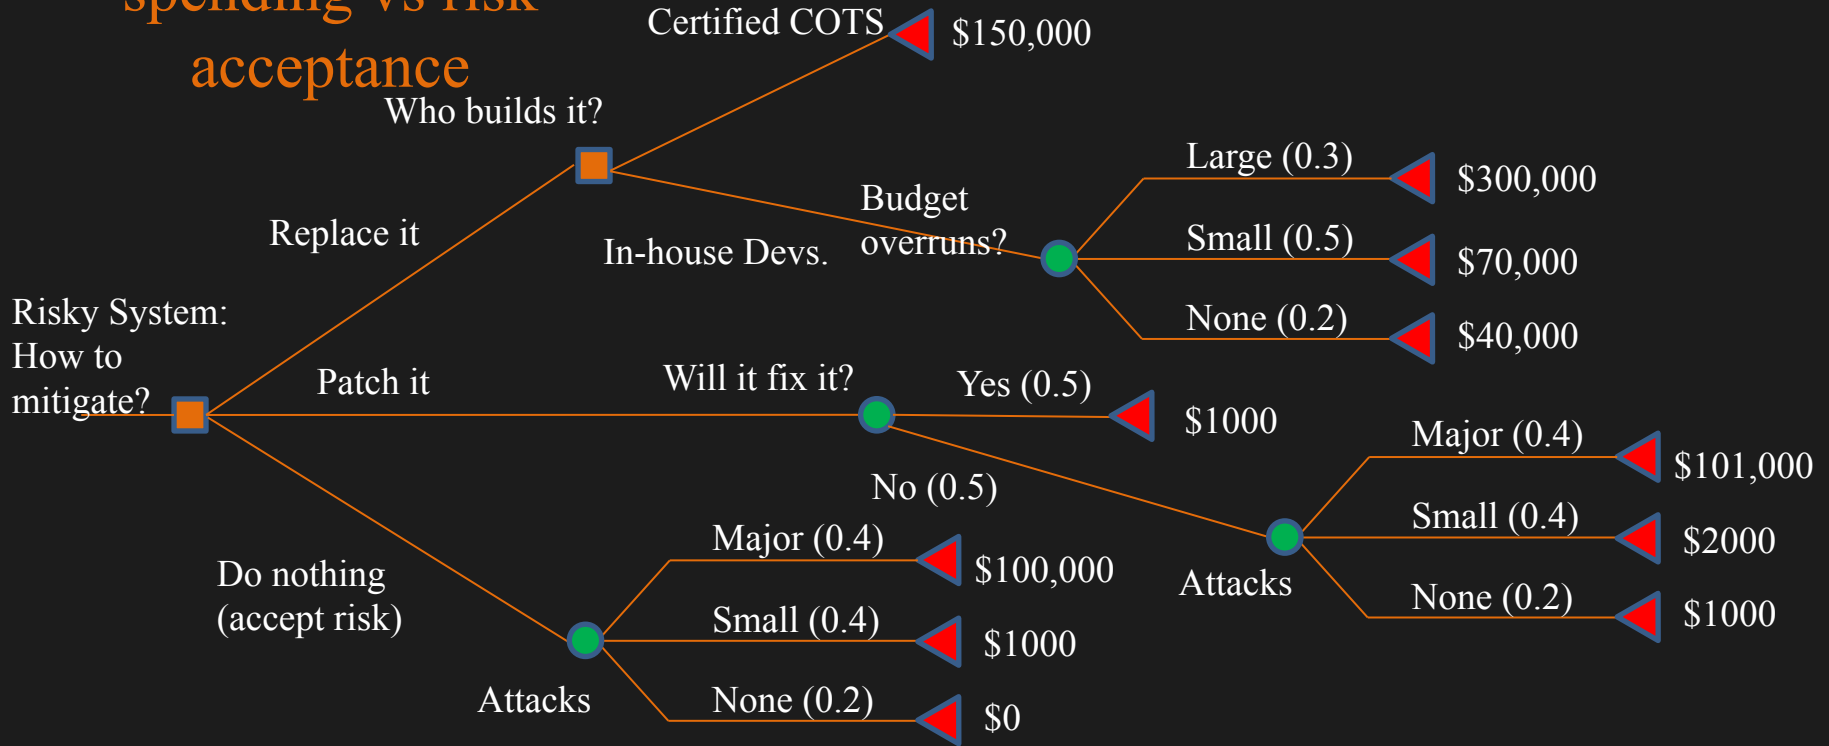 spending vs risk
acceptance
Certified COTS
$150,000
Who builds it?
Large (0.3)
$300,000
Budget
overruns?
Small (0.5)
$70,000
Replace it
In-house Devs.
None (0.2)
$40,000
Risky System:
How to
mitigate?
Patch it
Will it fix it?
Yes (0.5)
$1000
No (0.5)
Major (0.4)
$101,000
Small (0.4)
$2000
Attacks
None (0.2)
$1000
Do nothing
(accept risk)
Major (0.4)
$100,000
Small (0.4)
$1000
Attacks
None (0.2)
$0